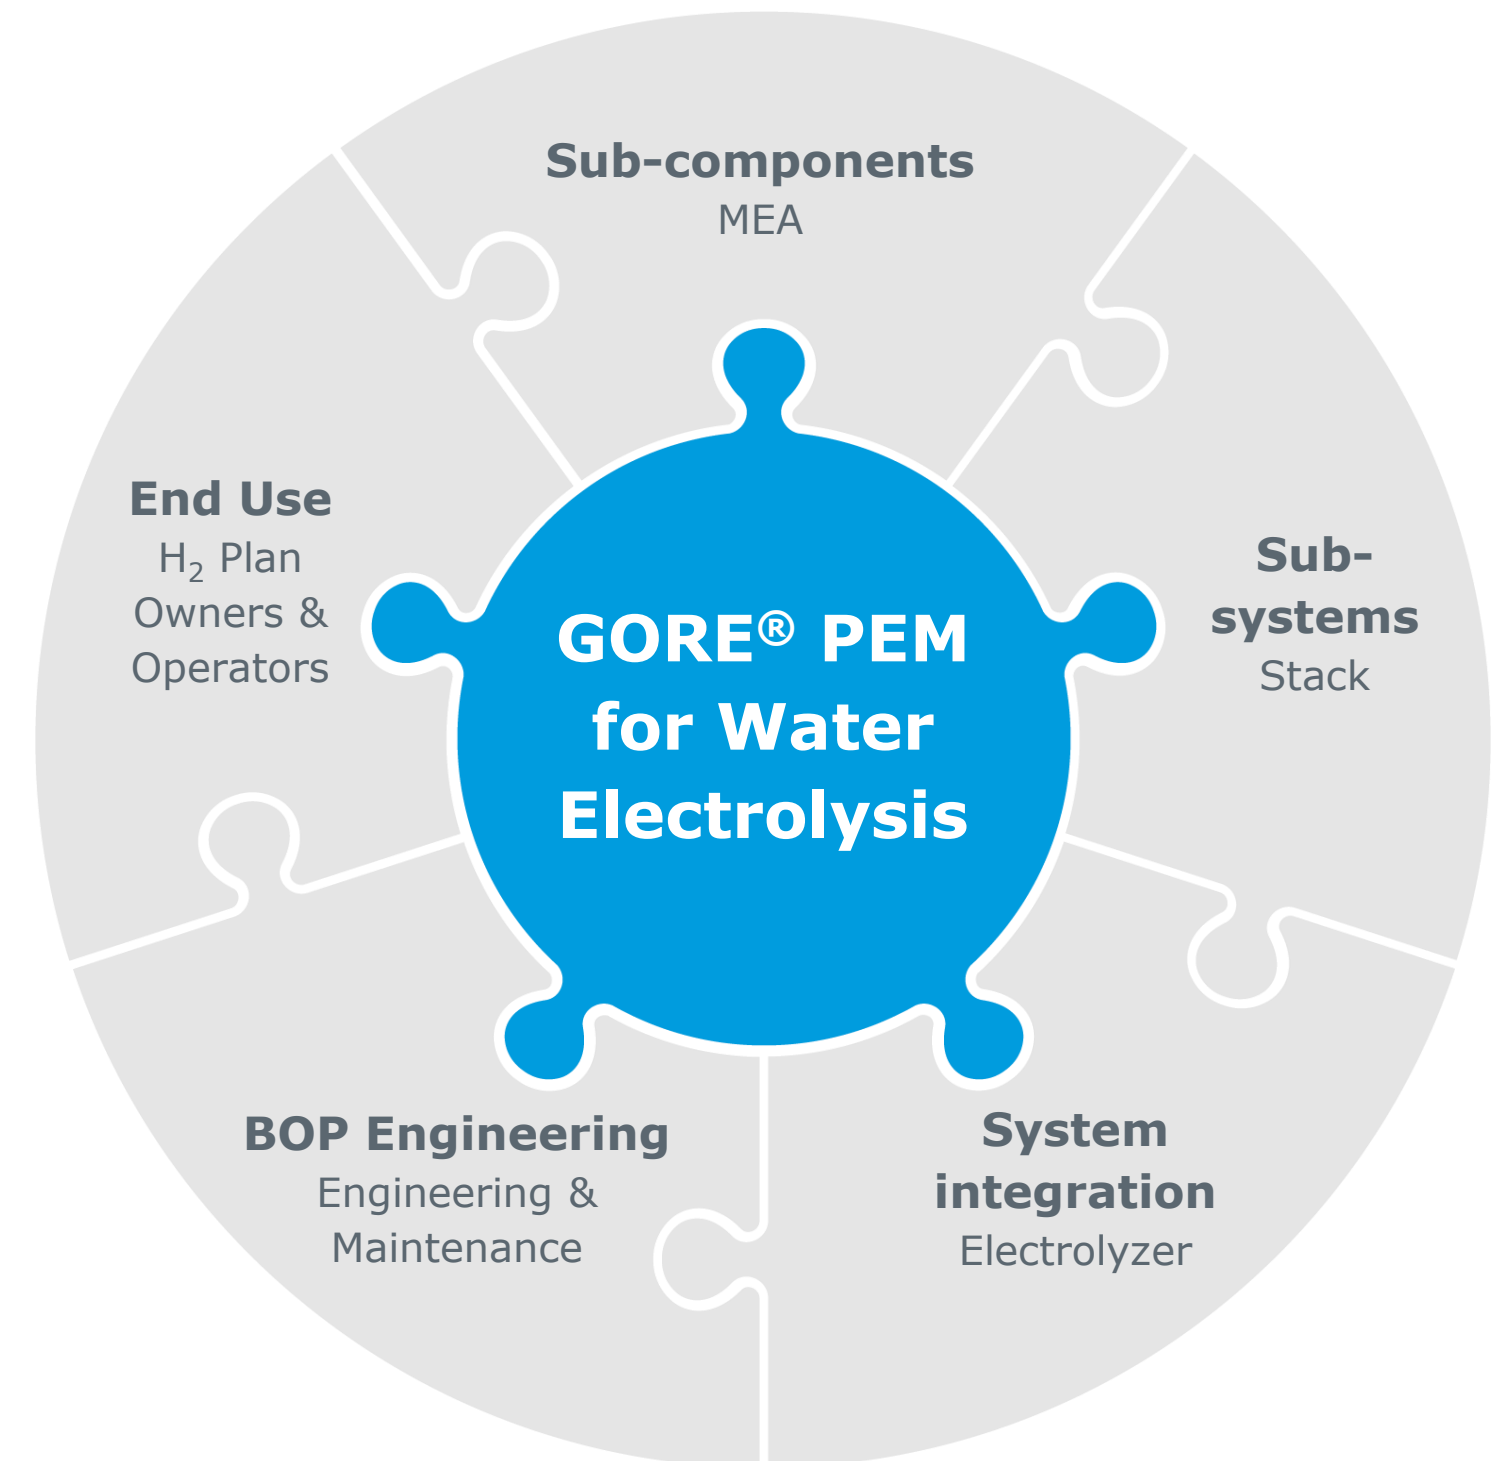 Sub-components
MEA
End Use
H₂ Plan
Owners &
Operators
GORE® PEM
for Water
Electrolysis
Sub-
systems
Stack
BOP Engineering
Engineering &
Maintenance
System
integration
Electrolyzer